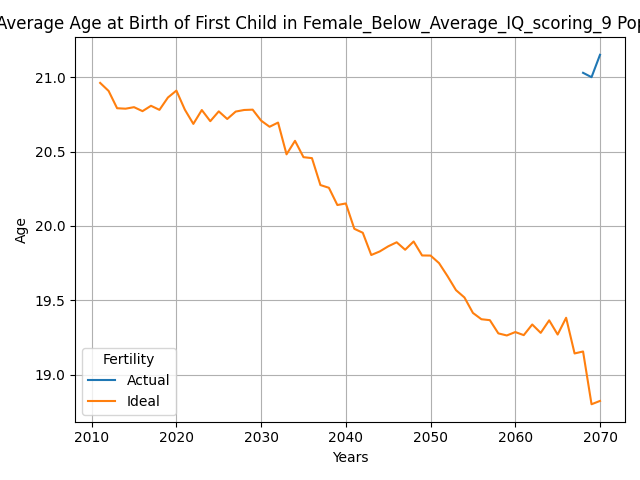 Average Age at Birth of First Child in Female_Below_Average_IQ_scoring_9 Pop
21.0
20.5
20.0
19.5
19.0
Age
Fertility
Actual
Ideal
2010 2020 2030 2040 2050 2060 2070
Years